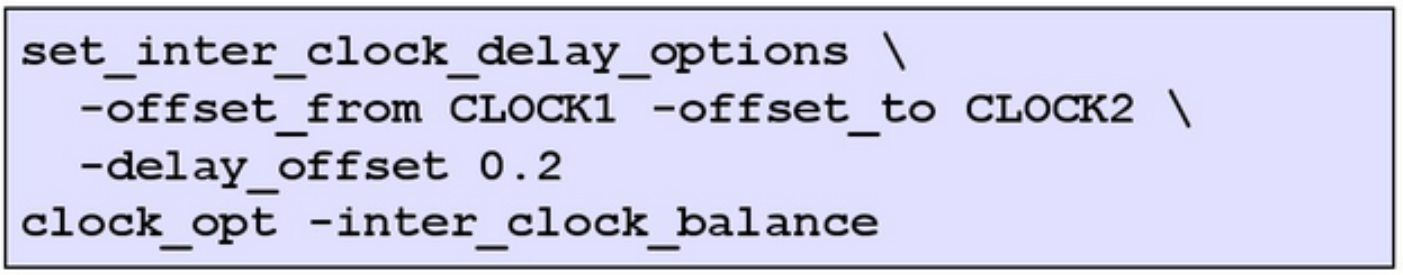 set_inter_clock_delay_options \
-offset_from CLOCK1 -offset_to CLOCK2 \
-delay_offset 0.2
clock_opt -inter_clock_balance